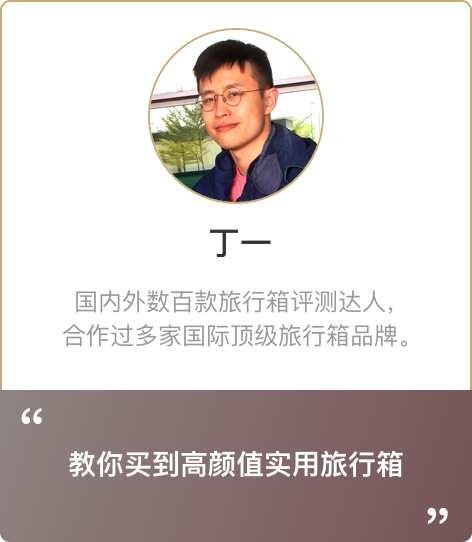 丁一
国内外数百款旅行箱评测达人，
合作过多家国际顶级旅行箱品牌。
“
教你买到高颜值实用旅行箱
”